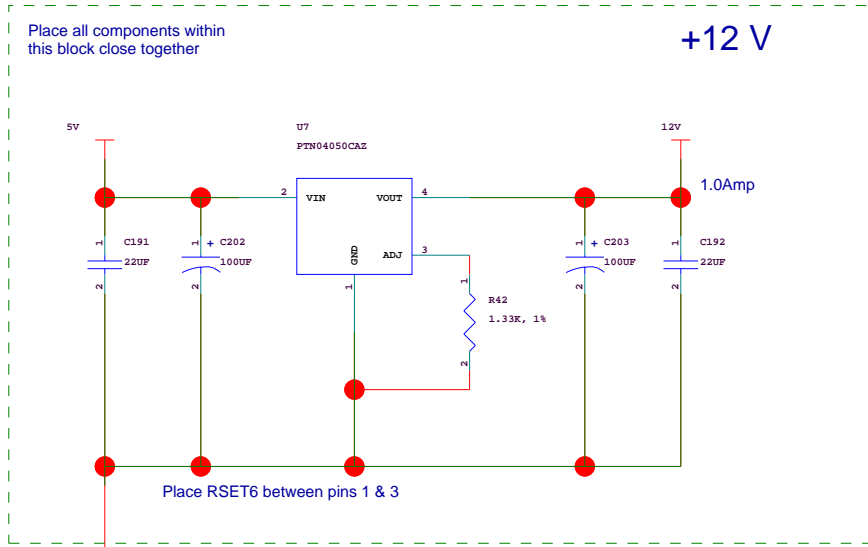 Place all components within
this block close together
+12 V
5V
U7
PTN04050CAZ
12V
2
VIN
VOUT
4
1.0Amp
1
C191
22UF
2
1
+
C202
100UF
2
GND
1
ADJ
3
1
R42
1.33K, 1%
2
1
+
C203
100UF
2
1
C192
22UF
2
Place RSET6 between pins 1 & 3